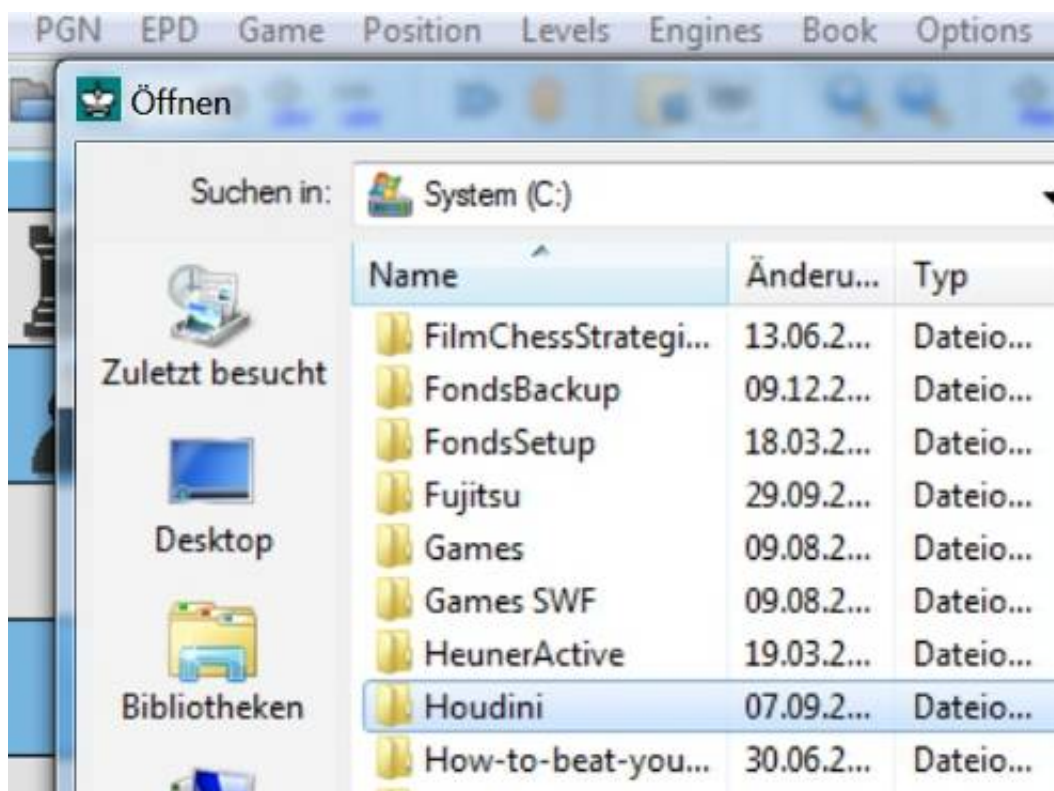 PGN EPD Game Position Levels Engines Book Options
Öffnen
Suchen in: System (C:)
Name Änderu... Typ
FilmChessStrategi... 13.06.2... Dateio...
Zuletzt besucht
FondsBackup 09.12.2... Dateio...
FondsSetup 18.03.2... Dateio...
Fujitsu 29.09.2... Dateio...
Desktop
Games 09.08.2... Dateio...
Games SWF 09.08.2... Dateio...
HeunerActive 19.03.2... Dateio...
Bibliotheken
Houdini 07.09.2... Dateio...
How-to-beat-you... 30.06.2... Dateio...